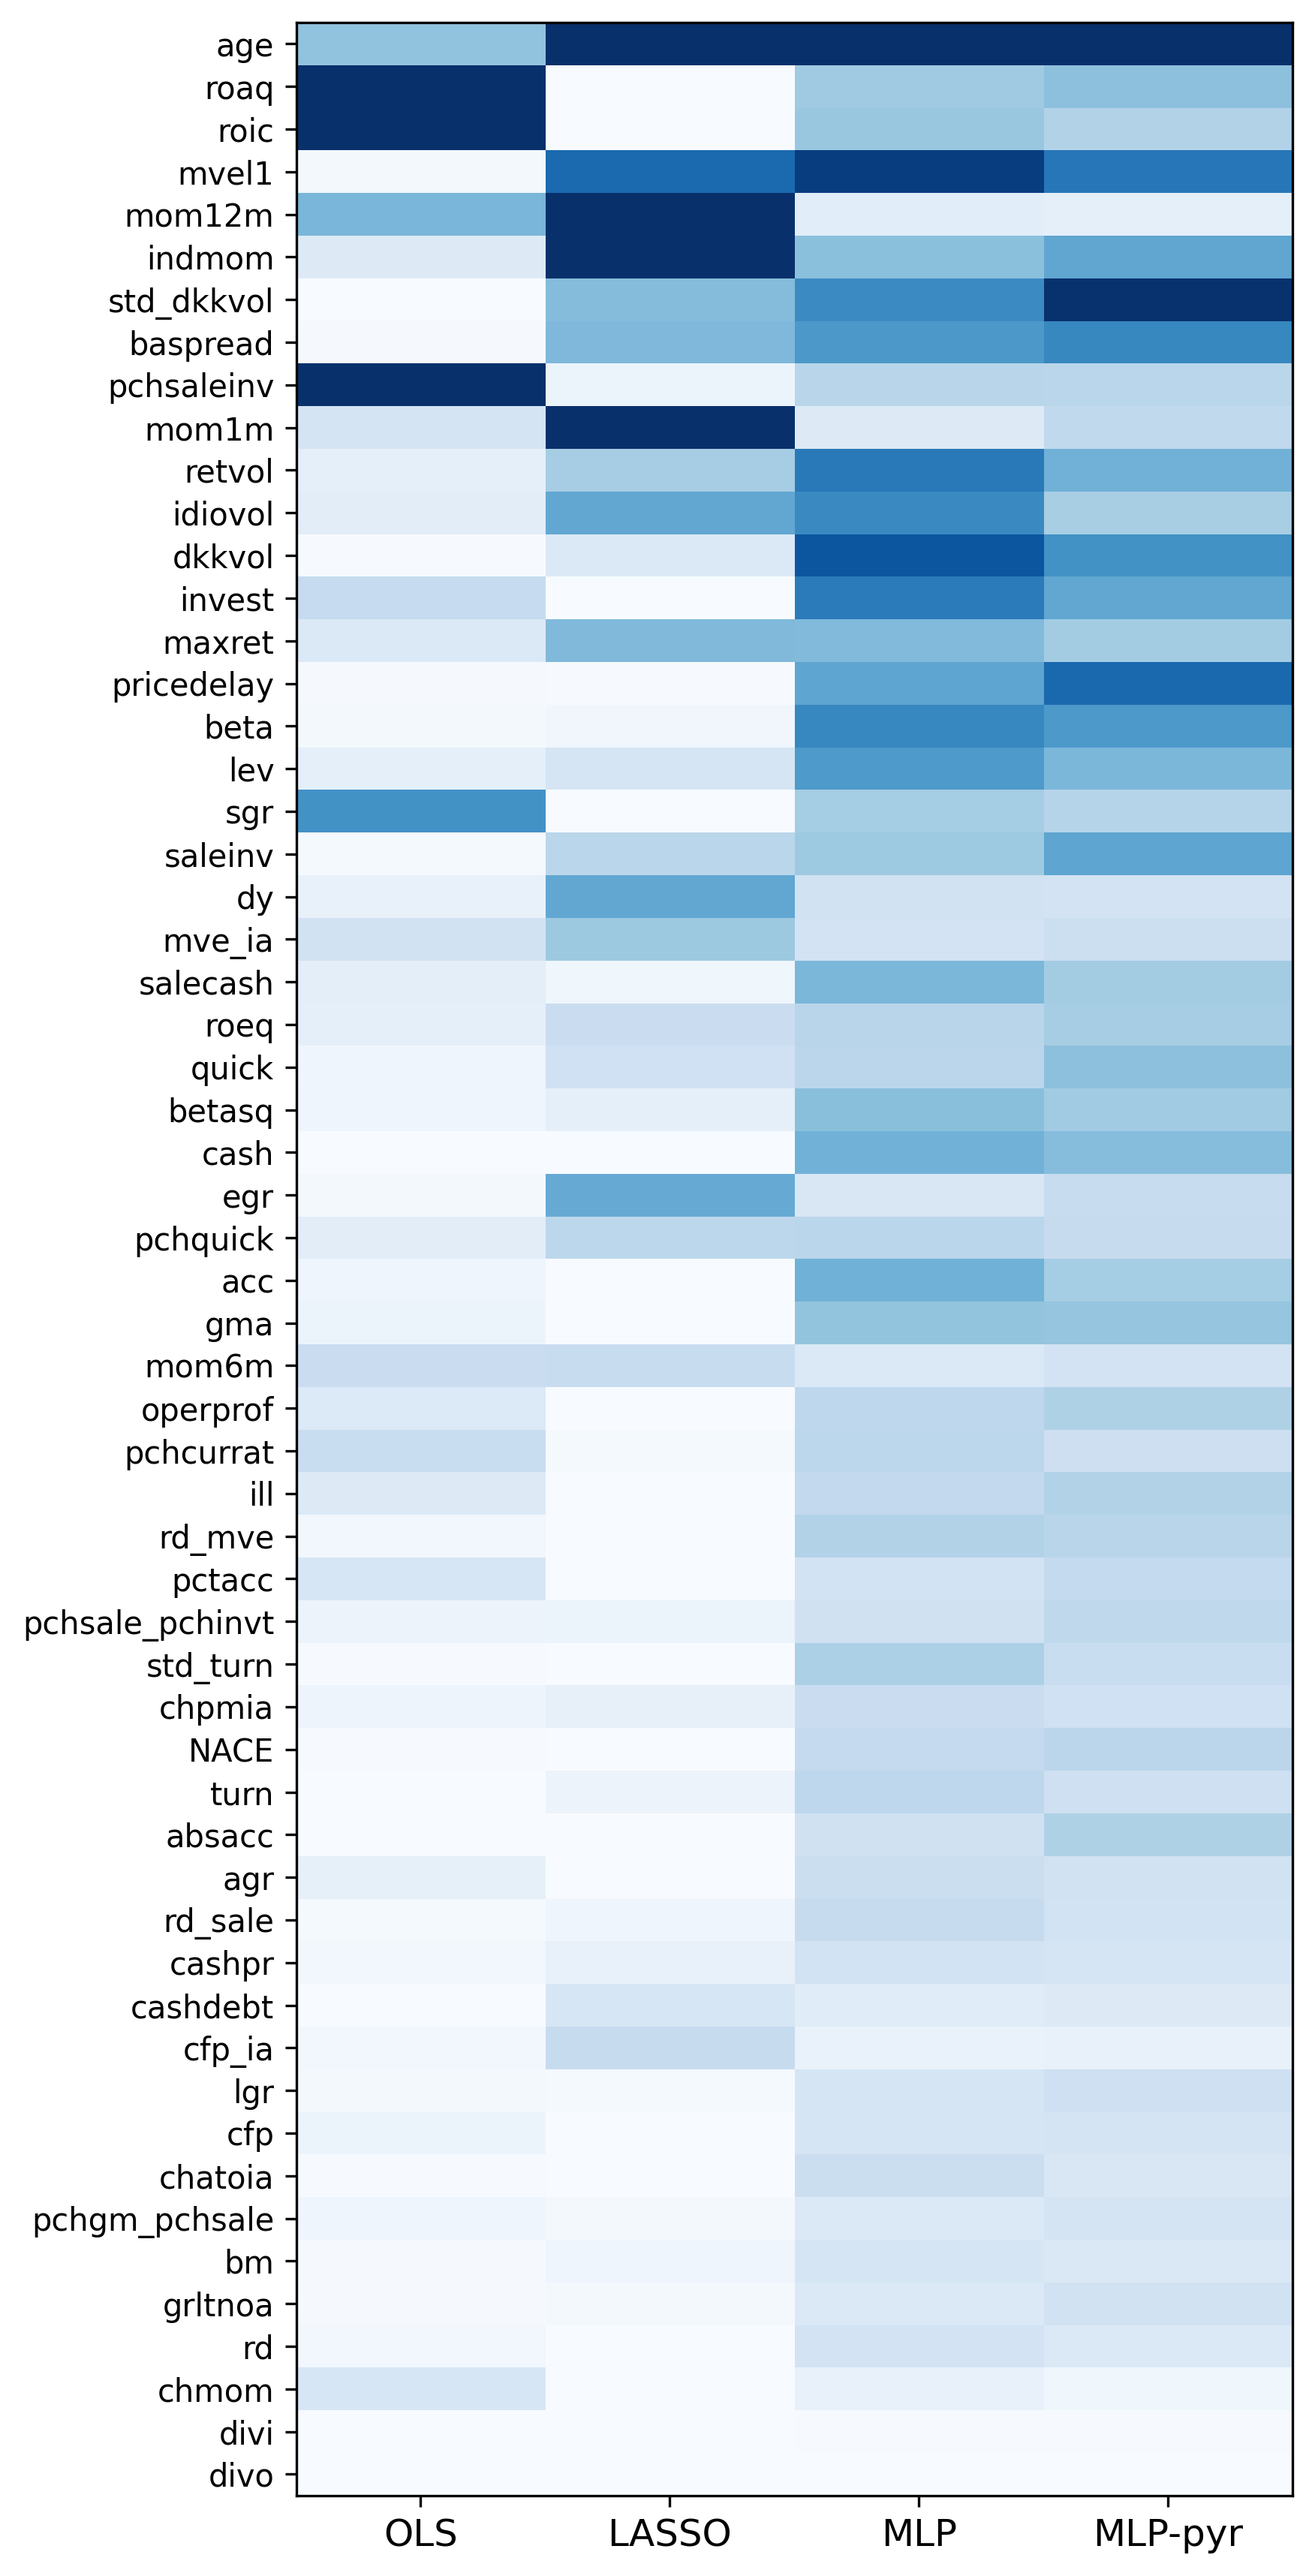 age
roaq
roic
mvel1
mom12m
indmom
std_dkkvol
baspread
pchsaleinv
mom1m
retvol
idiovol
dkkvol
invest
maxret
pricedelay
beta
lev
sgr
saleinv
dy
mve_ia
salecash
roeq
quick
betasq
cash
egr
pchquick
acc
gma
mom6m
operprof
pchcurrat
ill
rd_mve
pctacc
pchsale_pchinvt
std_turn
chpmia
NACE
turn
absacc
agr
rd_sale
cashpr
cashdebt
cfp_ia
lgr
cfp
chatoia
pchgm_pchsale
bm
grltnoa
rd
chmom
divi
divo
OLS LASSO MLP MLP-pyr